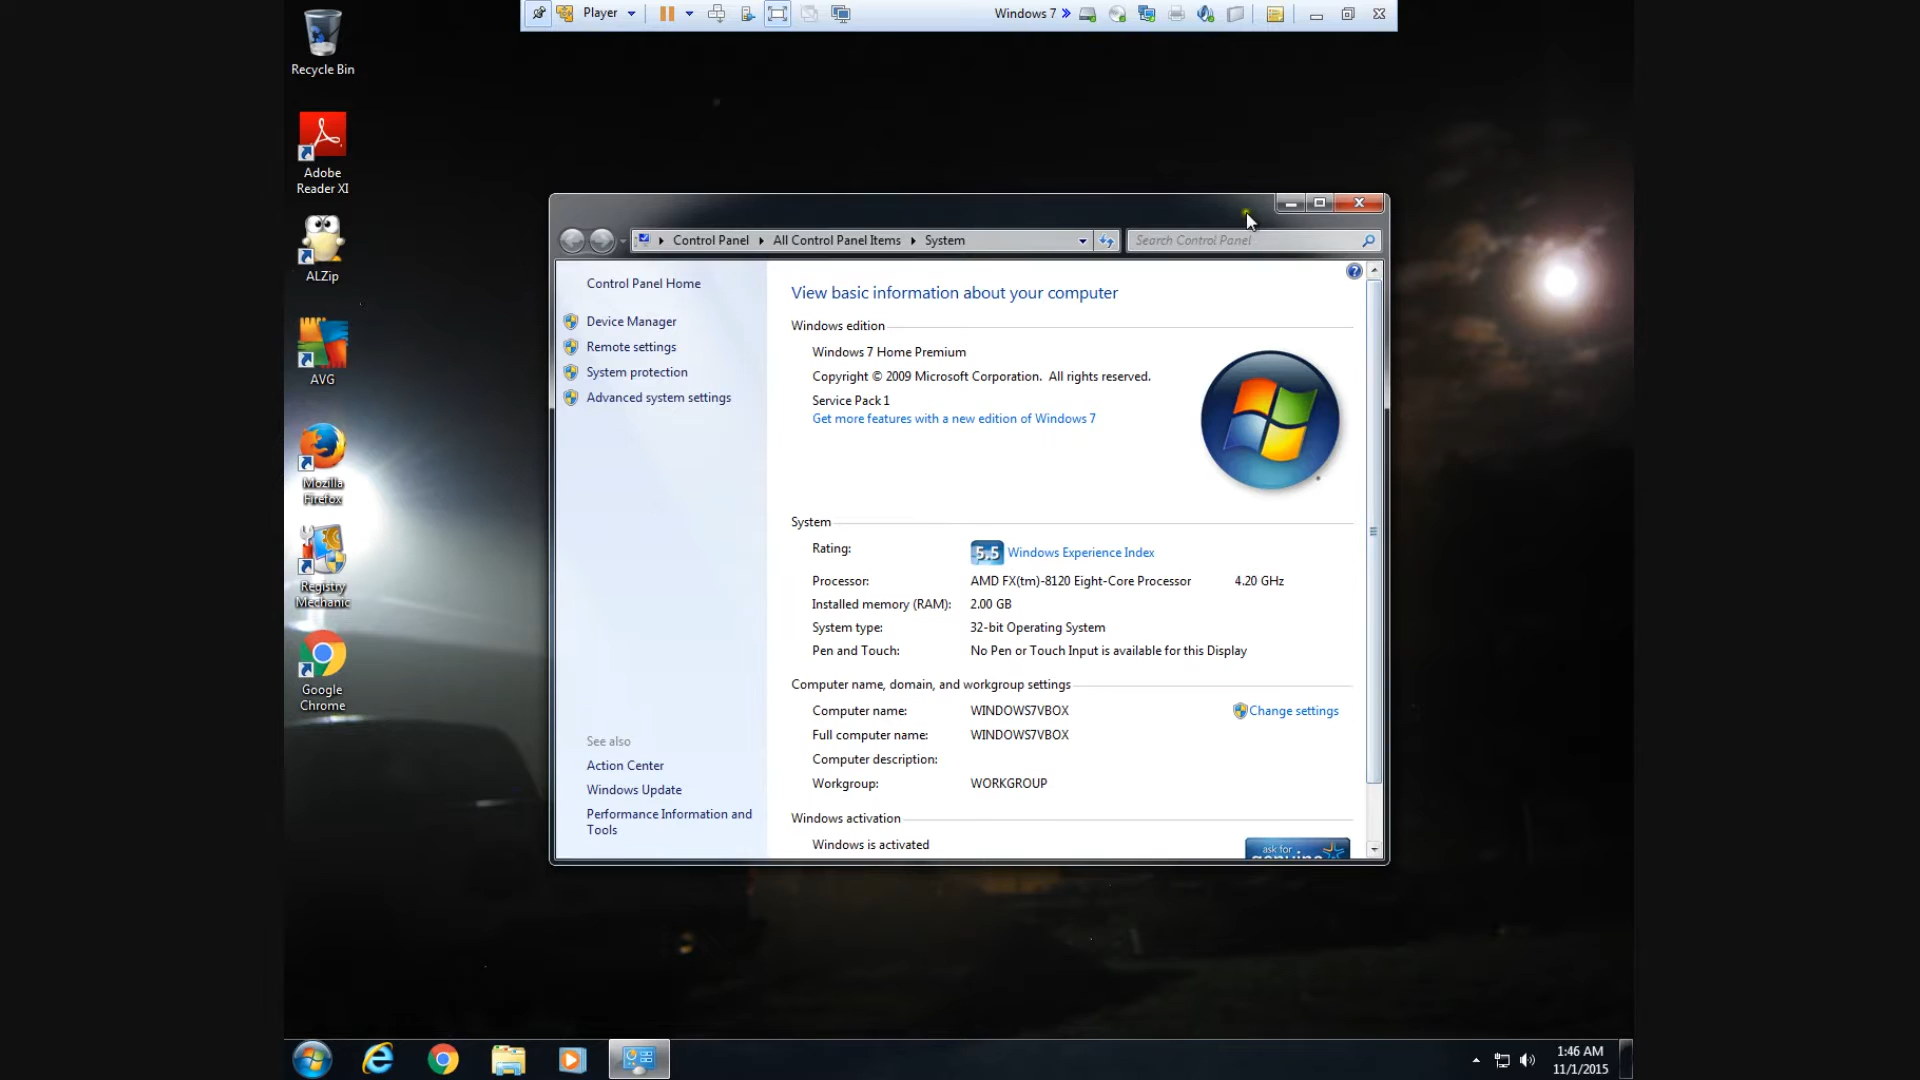 Player
Windows 7
Recycle Bin
Adobe
Reader XI
ALZip
AVG
Mozilla
Firefox
Registry
Mechanic
Google
Chrome
Control Panel
All Control Panel Items
System
Search Control Panel
Control Panel Home
Device Manager
Remote settings
System protection
Advanced system settings
See also
Action Center
Windows Update
Performance Information and
Tools
View basic information about your computer
Windows edition
Windows 7 Home Premium
Copyright © 2009 Microsoft Corporation. All rights reserved.
Service Pack 1
Get more features with a new edition of Windows 7
System
Rating: 5.5 Windows Experience Index
Processor: AMD FX(tm)-8120 Eight-Core Processor 4.20 GHz
Installed memory (RAM): 2.00 GB
System type: 32-bit Operating System
Pen and Touch: No Pen or Touch Input is available for this Display
Computer name, domain, and workgroup settings
Computer name: WINDOWS7VBOX Change settings
Full computer name: WINDOWS7VBOX
Computer description:
Workgroup: WORKGROUP
Windows activation
Windows is activated
ask for
genuine
1:46 AM
11/1/2015